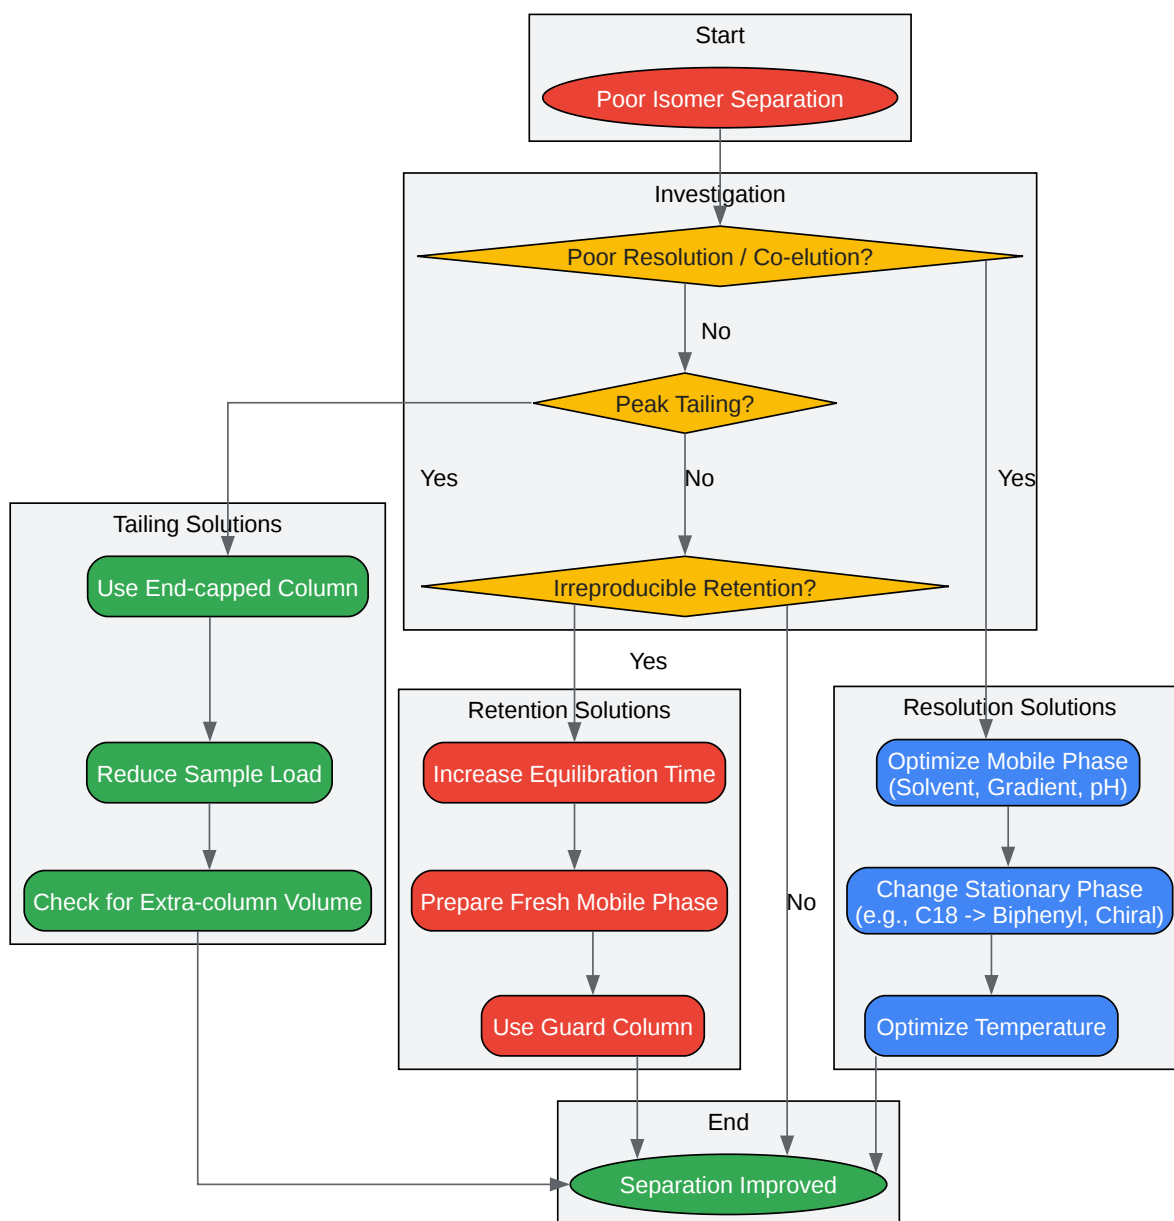 Start
Poor Isomer Separation
Investigation
Poor Resolution / Co-elution?
No
Peak Tailing?
Yes
No
Yes
Tailing Solutions
Use End-capped Column
Irreproducible Retention?
Yes
Retention Solutions
Resolution Solutions
Reduce Sample Load
Increase Equilibration Time
Optimize Mobile Phase
(Solvent, Gradient, pH)
Check for Extra-column Volume
Prepare Fresh Mobile Phase
No
Change Stationary Phase
(e.g., C18 -> Biphenyl, Chiral)
Use Guard Column
Optimize Temperature
End
Separation Improved